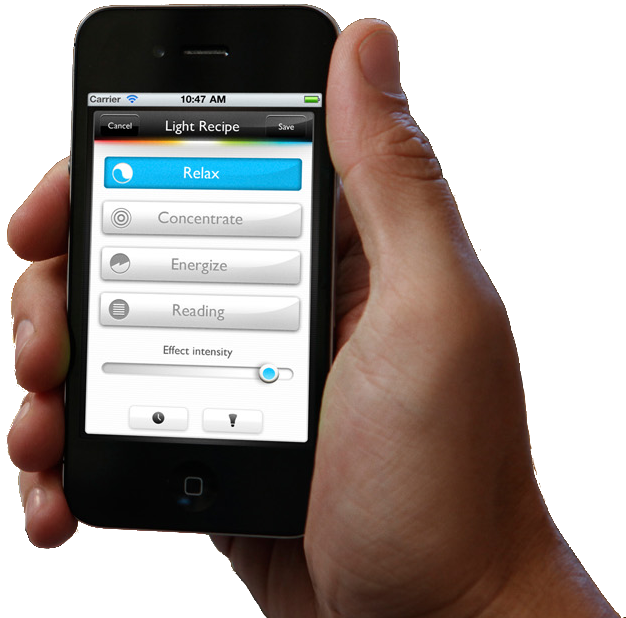 Carrier 10:47 AM
Cancel Light Recipe Save
Relax
Concentrate
Energize
Reading
Effect intensity